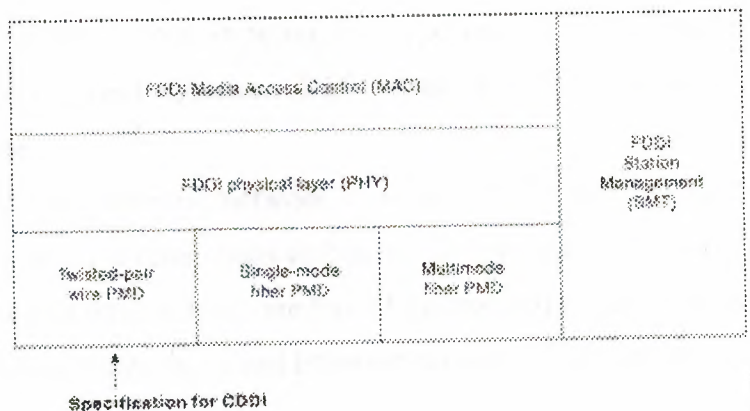 FDDI Media Access Control (MAC)
FDDI physical layer (PHY)
Twisted-pair
wire PMD
Single-mode
fiber PMD
Multimode
fiber PMD
FDDI
Station
Management
(SMT)
Specification for CDDI